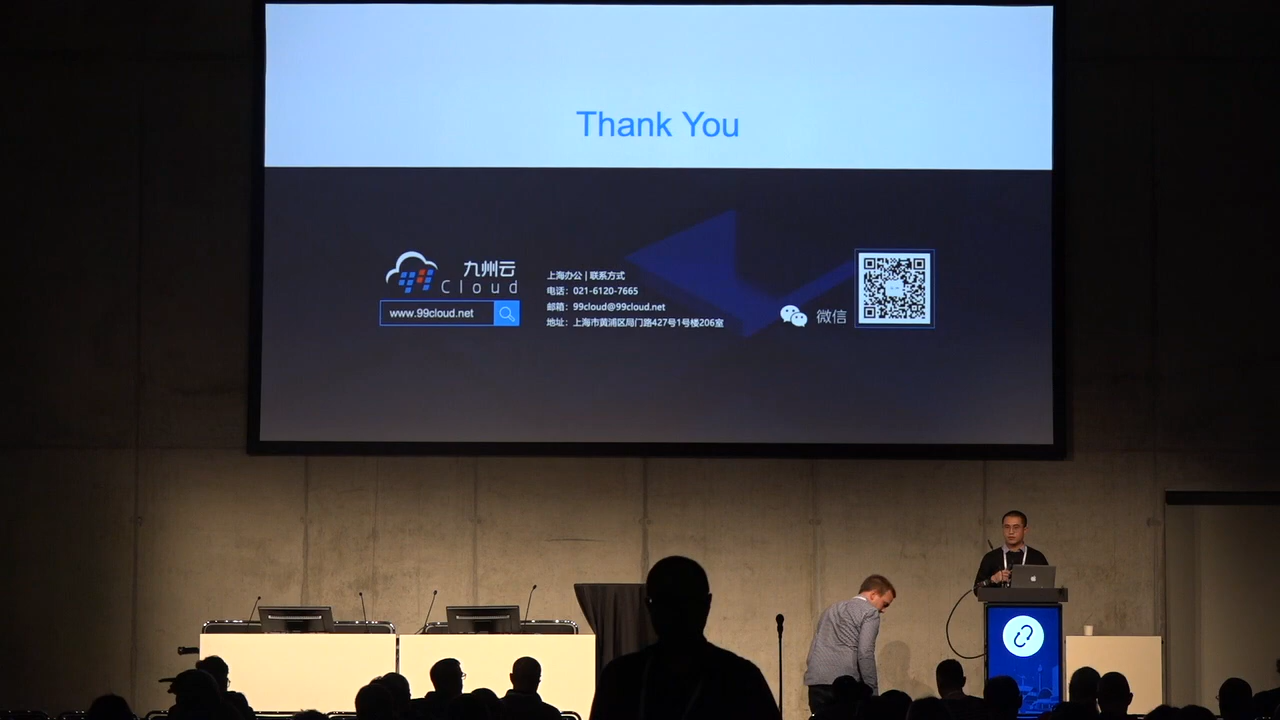 Thank You
九州云
Cloud
www.99cloud.net
上海办公 | 联系方式
电话：021-6120-7665
邮箱：99cloud@99cloud.net
地址：上海市黄浦区局门路427号1号楼206室
微信